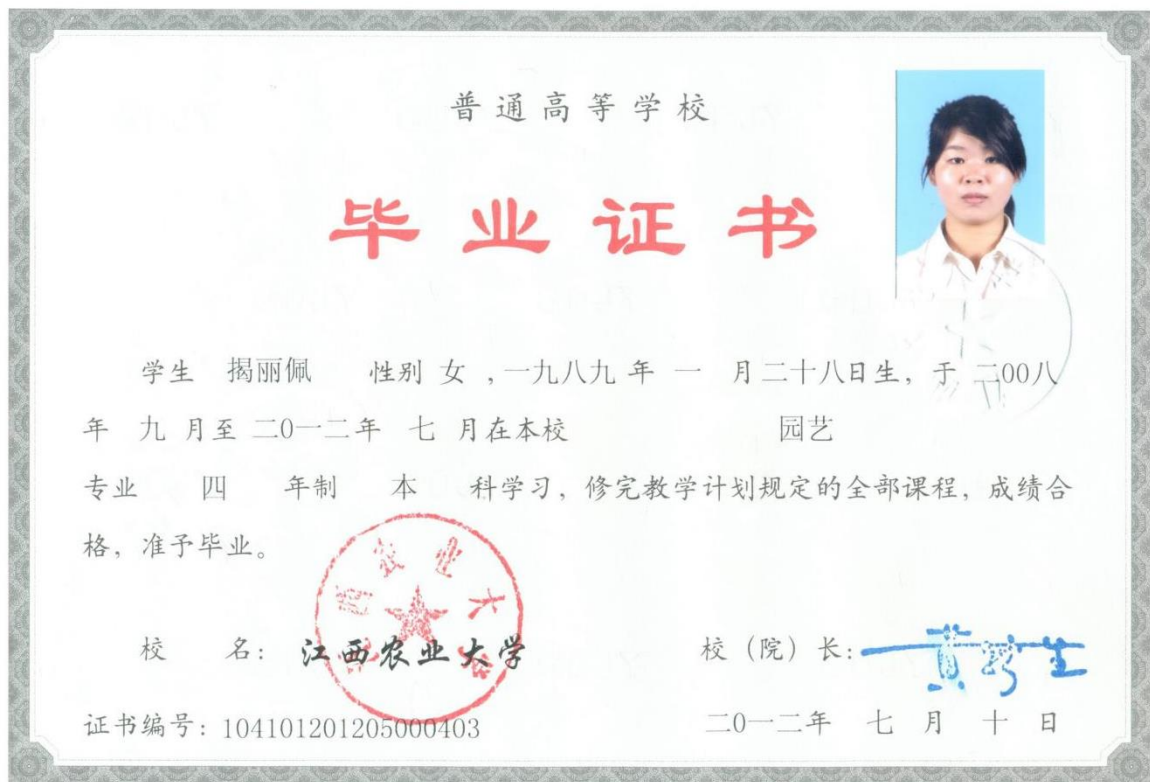 普通高等学校
毕业证书
学生 揭丽佩 性别 女 ,一九八九 年 一 月二十八日生，于 二00八
年 九 月至 二0一二年 七 月在本校 园艺
专业 四 年制 本 科学习，修完教学计划规定的全部课程，成绩合
格，准予毕业。
校 名：江西农业大学 校（院）长：黄路生
证书编号：104101201205000403 二0一二年 七 月 十 日